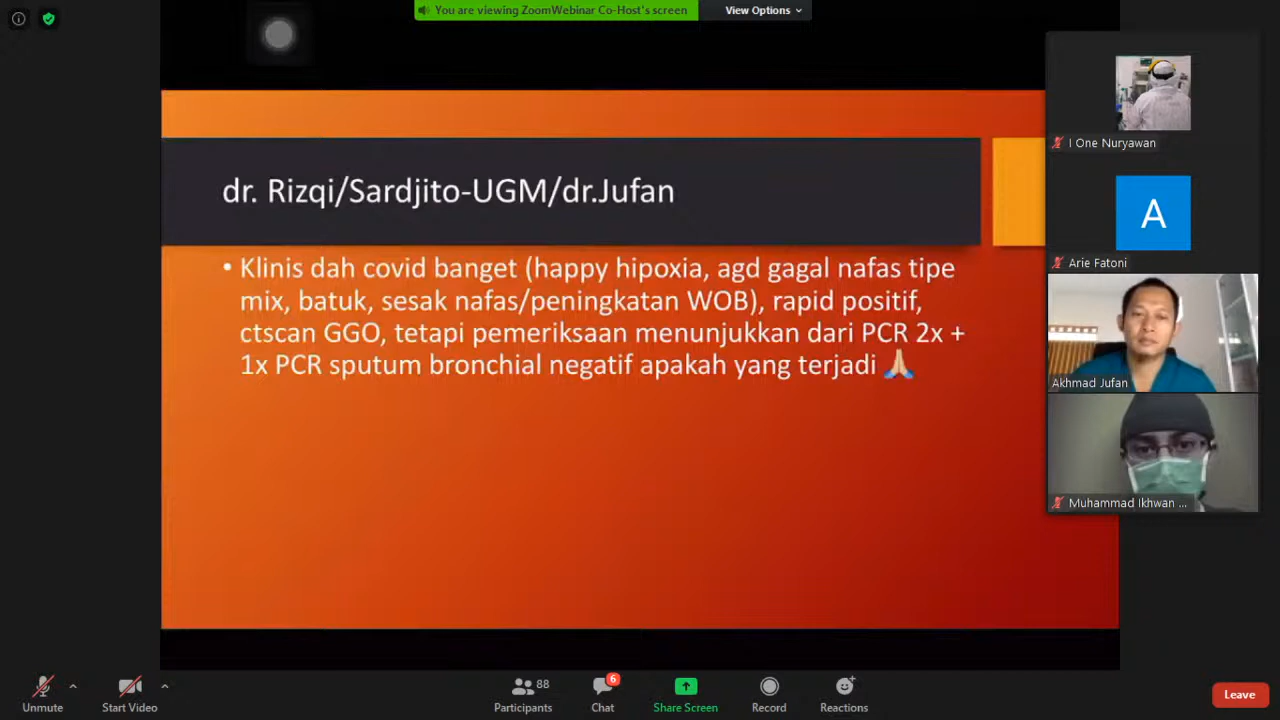 You are viewing ZoomWebinar Co-Host's screen
View Options
dr. Rizqi/Sardjito-UGM/dr.Jufan
• Klinis dah covid banget (happy hipoxia, agd gagal nafas tipe
mix, batuk, sesak nafas/peningkatan WOB), rapid positif,
ctscan GGO, tetapi pemeriksaan menunjukkan dari PCR 2x +
1x PCR sputum bronchial negatif apakah yang terjadi 🙏
I One Nuryawan
A
Arie Fatoni
Akhmad Jufan
Muhammad Ikhwan ...
Unmute
Start Video
88
Participants
6
Chat
Share Screen
Record
Reactions
Leave